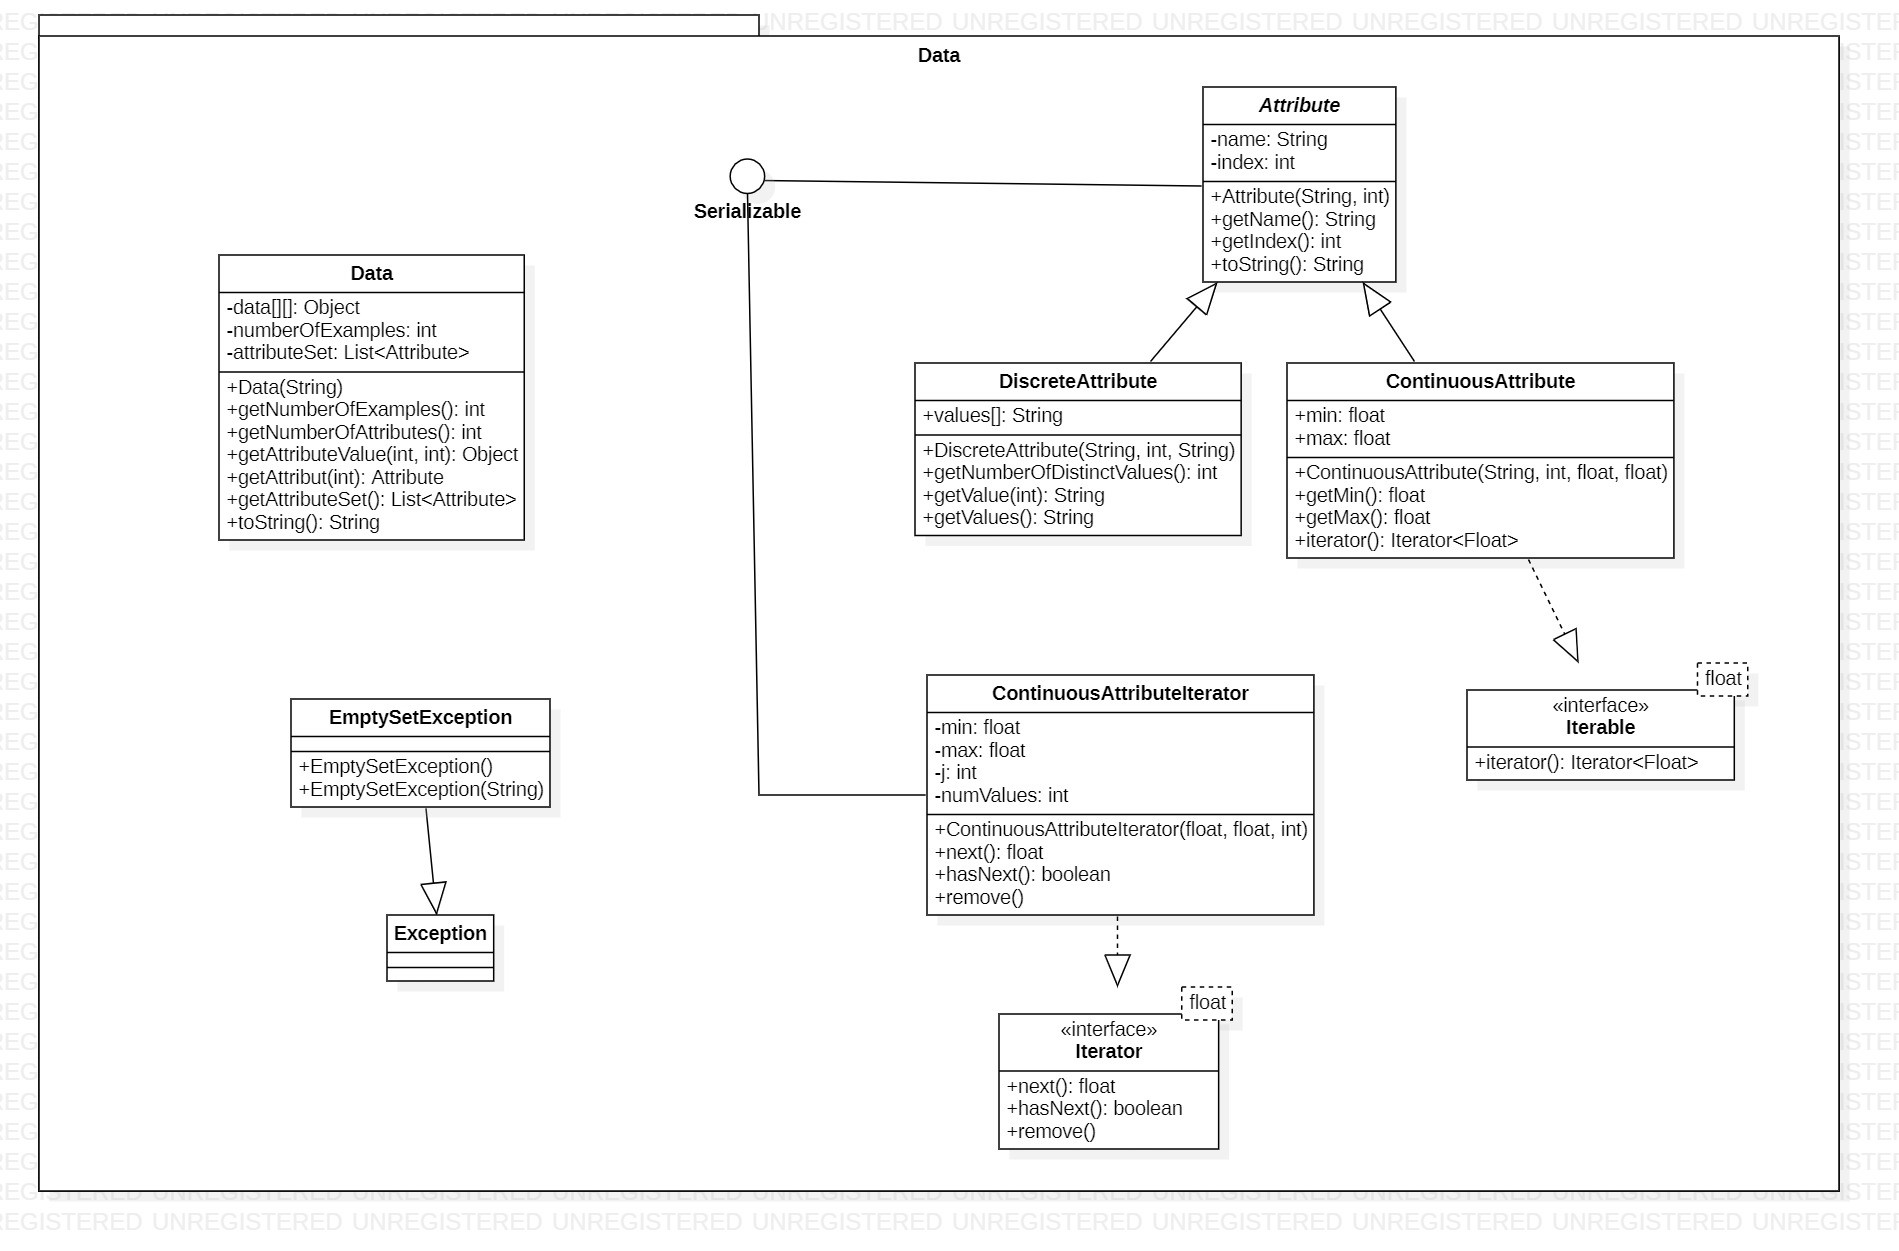 UNREGISTERED UNREGISTERED UNREGISTERED UNREGISTERED UNREGISTERED
Data
Attribute
-name: String
-index: int
+Attribute(String, int)
+getName(): String
+getIndex(): int
+toString(): String
Serializable
Data
-data[][]: Object
-numberOfExamples: int
-attributeSet: List<Attribute>
+Data(String)
+getNumberOfExamples(): int
+getNumberOfAttributes(): int
+getAttributeValue(int, int): Object
+getAttribut(int): Attribute
+getAttributeSet(): List<Attribute>
+toString(): String
DiscreteAttribute
+values[]: String
+DiscreteAttribute(String, int, String)
+getNumberOfDistinctValues(): int
+getValue(int): String
+getValues(): String
ContinuousAttribute
+min: float
+max: float
+ContinuousAttribute(String, int, float, float)
+getMin(): float
+getMax(): float
+iterator(): Iterator<Float>
float
«interface»
Iterable
+iterator(): Iterator<Float>
EmptySetException
+EmptySetException()
+EmptySetException(String)
Exception
ContinuousAttributeIterator
-min: float
-max: float
-j: int
-numValues: int
+ContinuousAttributeIterator(float, float, int)
+next(): float
+hasNext(): boolean
+remove()
float
«interface»
Iterator
+next(): float
+hasNext(): boolean
+remove()
UNREGISTERED UNREGISTERED UNREGISTERED UNREGISTERED UNREGISTERED UNREGISTERED UNREGISTERED UNREGISTERED